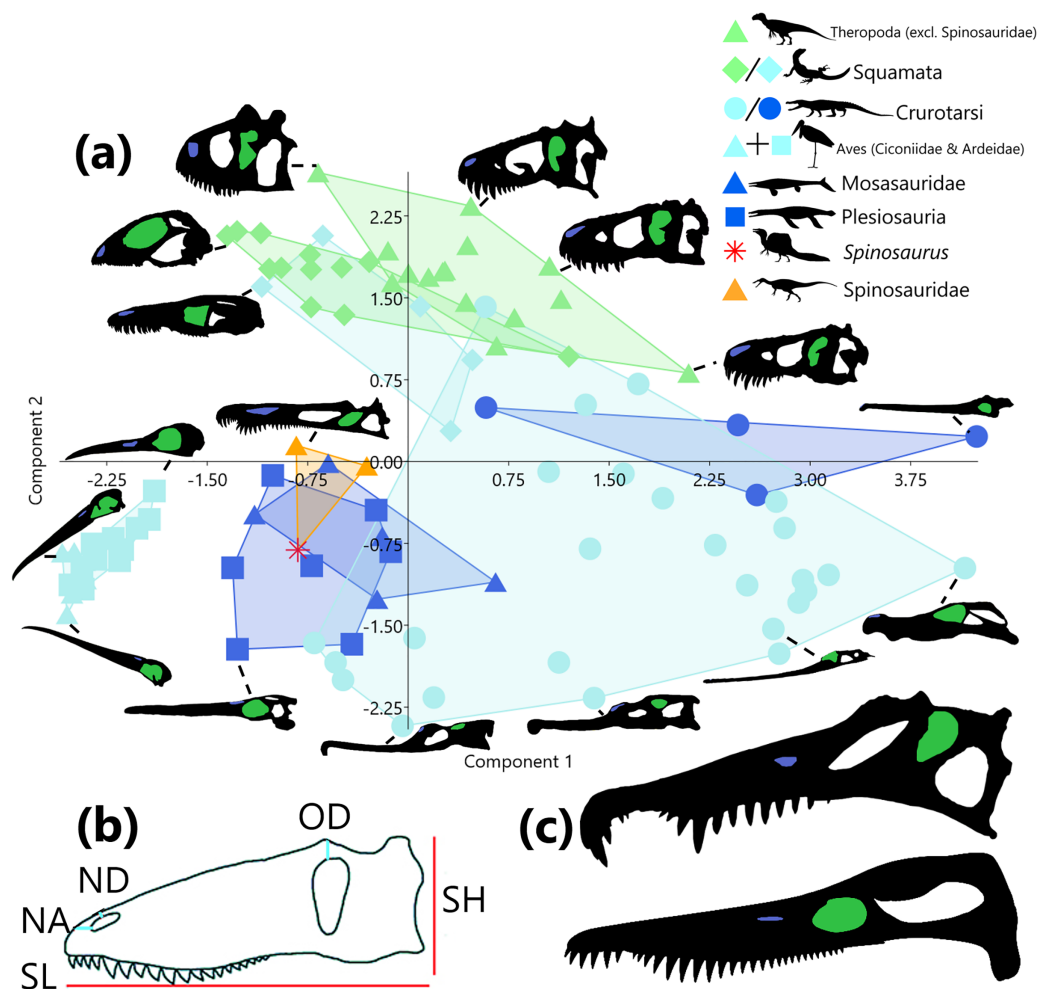 Theropoda (excl. Spinosauridae)
/ Squamata
/ Crurotarsi
+ Aves (Ciconiidae & Ardeidae)
Mosasauridae
Plesiosauria
Spinosaurus
Spinosauridae
(a)
2.25
1.50
0.75
0.00
-0.75
-1.50
-2.25
Component 2
-2.25 -1.50 -0.75 0.75 1.50 2.25 3.00 3.75
Component 1
(b)
OD
ND
NA
SH
SL
(c)